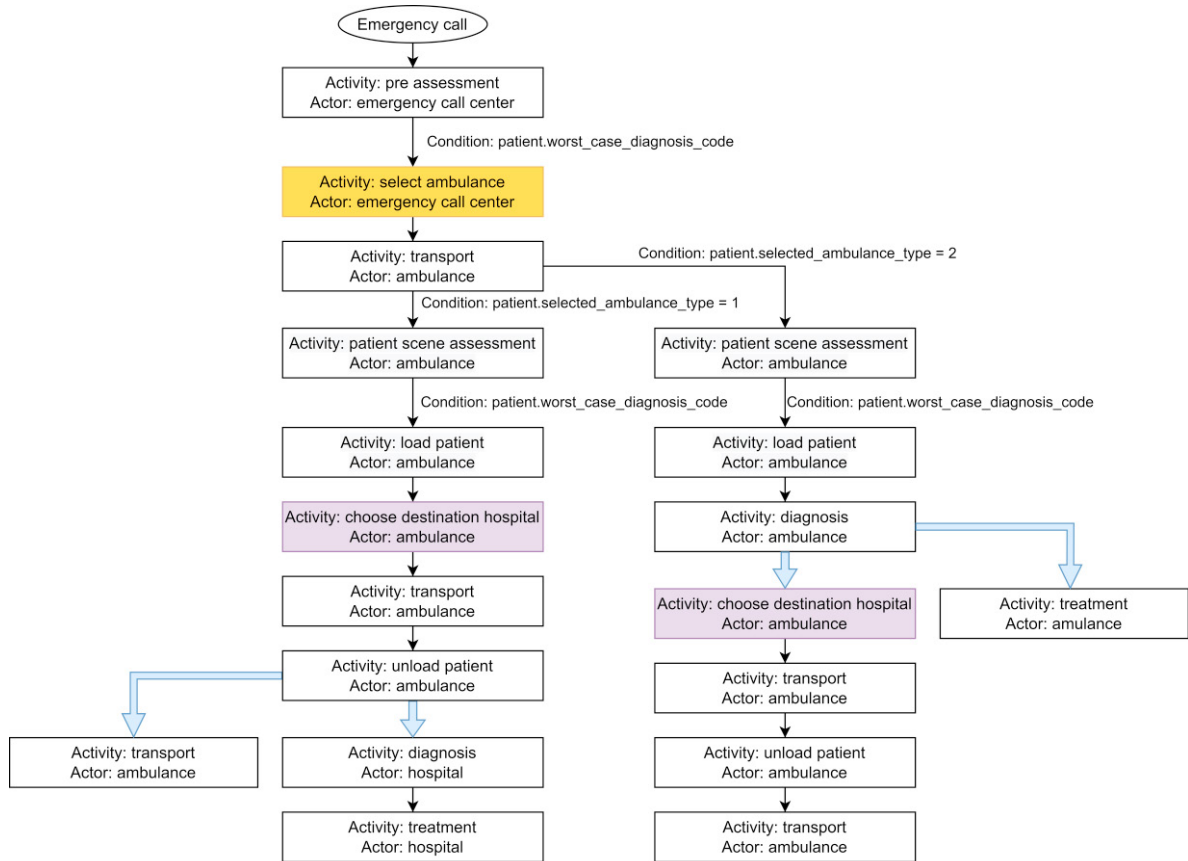 Emergency call
Activity: pre assessment
Actor: emergency call center
Condition: patient.worst_case_diagnosis_code
Activity: select ambulance
Actor: emergency call center
Activity: transport
Actor: ambulance
Condition: patient.selected_ambulance_type = 2
Condition: patient.selected_ambulance_type = 1
Activity: patient scene assessment
Actor: ambulance
Activity: patient scene assessment
Actor: ambulance
Condition: patient.worst_case_diagnosis_code
Condition: patient.worst_case_diagnosis_code
Activity: load patient
Actor: ambulance
Activity: load patient
Actor: ambulance
Activity: choose destination hospital
Actor: ambulance
Activity: diagnosis
Actor: ambulance
Activity: transport
Actor: ambulance
Activity: choose destination hospital
Actor: ambulance
Activity: treatment
Actor: amulance
Activity: unload patient
Actor: ambulance
Activity: transport
Actor: ambulance
Activity: transport
Actor: ambulance
Activity: diagnosis
Actor: hospital
Activity: unload patient
Actor: ambulance
Activity: treatment
Actor: hospital
Activity: transport
Actor: ambulance